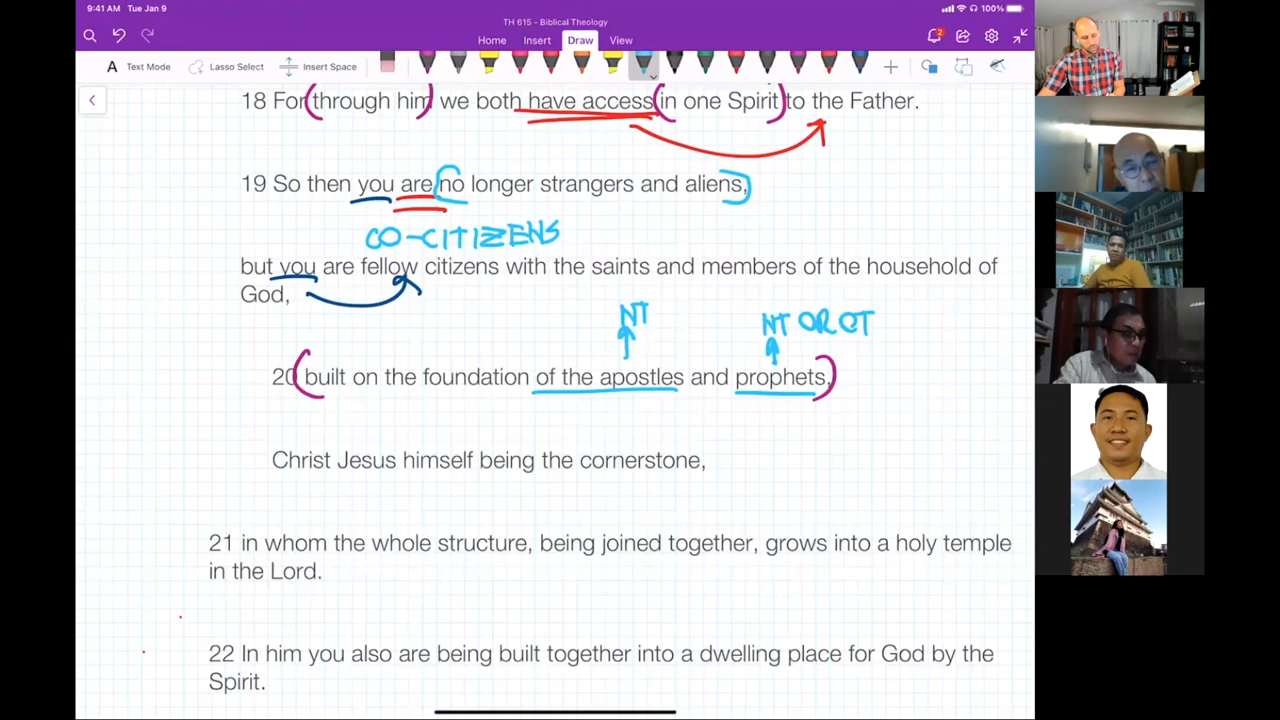 9:41 AM Tue Jan 9
100%
TH 615 - Biblical Theology
Home Insert Draw View
2
A Text Mode Lasso Select Insert Space
18 For (through him) we both have access (in one Spirit) to the Father.
19 So then you are no longer strangers and aliens,
CO-CITIZENS
but you are fellow citizens with the saints and members of the household of
God,
NT
NT OR OT
20 (built on the foundation of the apostles and prophets,)
Christ Jesus himself being the cornerstone,
21 in whom the whole structure, being joined together, grows into a holy temple
in the Lord.
22 In him you also are being built together into a dwelling place for God by the
Spirit.